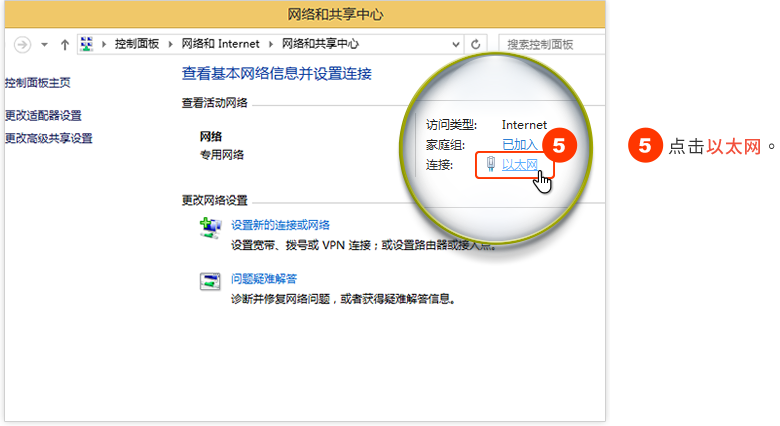 网络和共享中心
控制面板 网络和 Internet 网络和共享中心
搜索控制面板
控制面板主页
更改适配器设置
更改高级共享设置
查看基本网络信息并设置连接
查看活动网络
网络
专用网络
访问类型: Internet
家庭组: 已加入
连接: 以太网
5
5 点击以太网。
更改网络设置
设置新的连接或网络
设置宽带、拨号或 VPN 连接；或设置路由器或接入点。
问题疑难解答
诊断并修复网络问题，或者获得疑难解答信息。